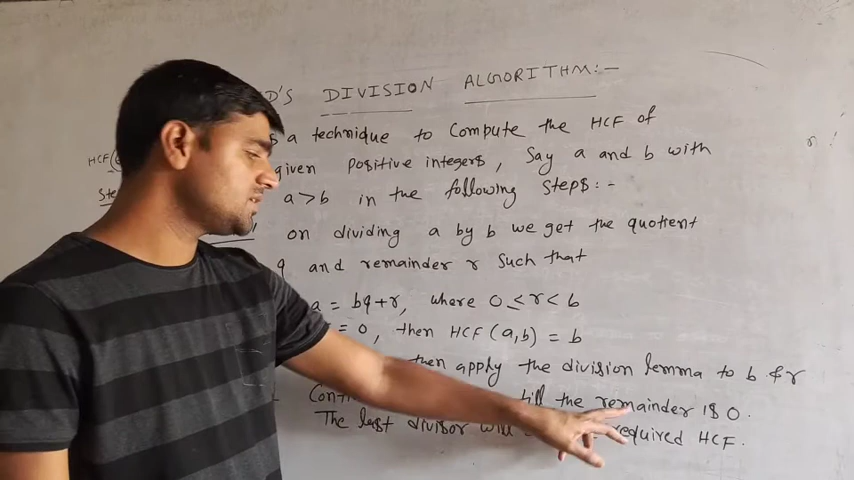 D'S DIVISION ALGORITHM:-
a technique to Compute the HCF of
HCF(
given positive integers, Say a and b with
a>b in the following steps:-
on dividing a by b we get the quotient
q and remainder r such that
a = bq+r, where 0 ≤ r < b
= 0, then HCF (a,b) = b
then apply the division lemma to b & r
till the remainder is 0.
The last divisor will required HCF.